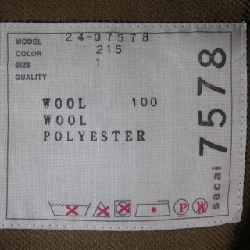 MODEL 24-07578
COLOR 215
SIZE 1
QUALITY
WOOL 100
WOOL
POLYESTER
sacai 7578
P W